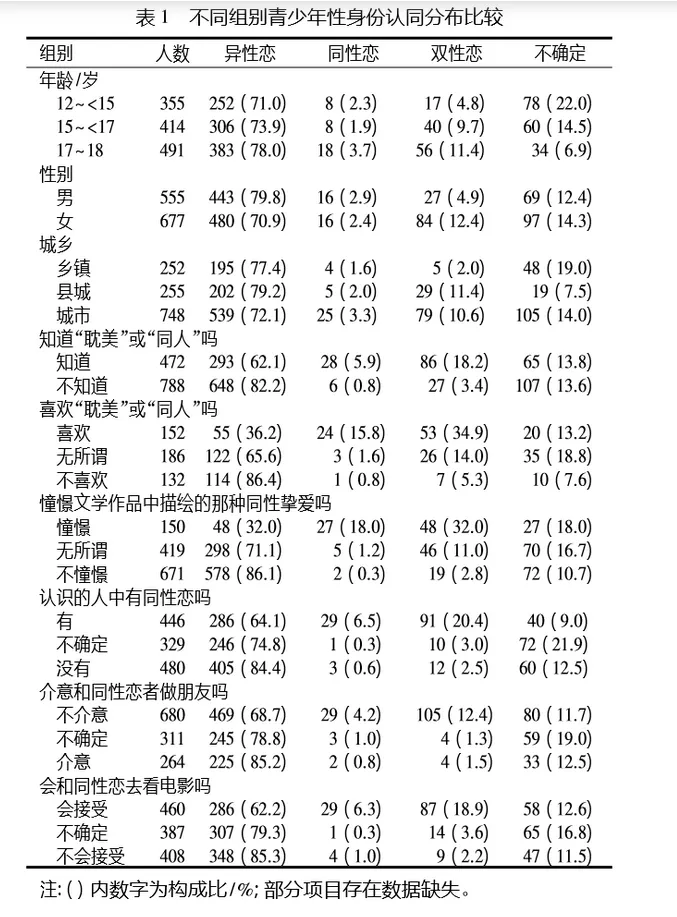 表 1 不同组别青少年性身份认同分布比较
组别 人数 异性恋 同性恋 双性恋 不确定
年龄/岁
12~<15 355 252 (71.0) 8 (2.3) 17 (4.8) 78 (22.0)
15~<17 414 306 (73.9) 8 (1.9) 40 (9.7) 60 (14.5)
17~18 491 383 (78.0) 18 (3.7) 56 (11.4) 34 (6.9)
性别
男 555 443 (79.8) 16 (2.9) 27 (4.9) 69 (12.4)
女 677 480 (70.9) 16 (2.4) 84 (12.4) 97 (14.3)
城乡
乡镇 252 195 (77.4) 4 (1.6) 5 (2.0) 48 (19.0)
县城 255 202 (79.2) 5 (2.0) 29 (11.4) 19 (7.5)
城市 748 539 (72.1) 25 (3.3) 79 (10.6) 105 (14.0)
知道“耽美”或“同人”吗
知道 472 293 (62.1) 28 (5.9) 86 (18.2) 65 (13.8)
不知道 788 648 (82.2) 6 (0.8) 27 (3.4) 107 (13.6)
喜欢“耽美”或“同人”吗
喜欢 152 55 (36.2) 24 (15.8) 53 (34.9) 20 (13.2)
无所谓 186 122 (65.6) 3 (1.6) 26 (14.0) 35 (18.8)
不喜欢 132 114 (86.4) 1 (0.8) 7 (5.3) 10 (7.6)
憧憬文学作品中描绘的那种同性挚爱吗
憧憬 150 48 (32.0) 27 (18.0) 48 (32.0) 27 (18.0)
无所谓 419 298 (71.1) 5 (1.2) 46 (11.0) 70 (16.7)
不憧憬 671 578 (86.1) 2 (0.3) 19 (2.8) 72 (10.7)
认识的人中有同性恋吗
有 446 286 (64.1) 29 (6.5) 91 (20.4) 40 (9.0)
不确定 329 246 (74.8) 1 (0.3) 10 (3.0) 72 (21.9)
没有 480 405 (84.4) 3 (0.6) 12 (2.5) 60 (12.5)
介意和同性恋者做朋友吗
不介意 680 469 (68.7) 29 (4.2) 105 (12.4) 80 (11.7)
不确定 311 245 (78.8) 3 (1.0) 4 (1.3) 59 (19.0)
介意 264 225 (85.2) 2 (0.8) 4 (1.5) 33 (12.5)
会和同性恋去看电影吗
会接受 460 286 (62.2) 29 (6.3) 87 (18.9) 58 (12.6)
不确定 387 307 (79.3) 1 (0.3) 14 (3.6) 65 (16.8)
不会接受 408 348 (85.3) 4 (1.0) 9 (2.2) 47 (11.5)
注: ( ) 内数字为构成比/%; 部分项目存在数据缺失。